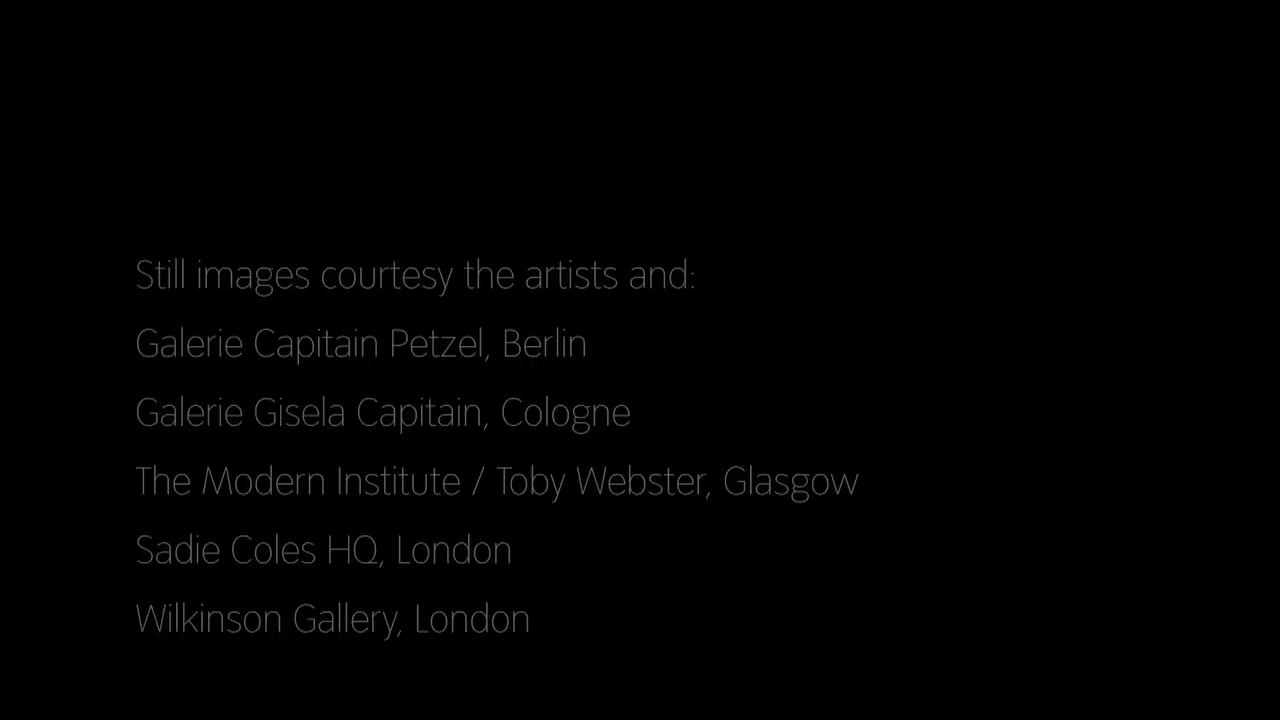 Still images courtesy the artists and:
Galerie Capitain Petzel, Berlin
Galerie Gisela Capitain, Cologne
The Modern Institute / Toby Webster, Glasgow
Sadie Coles HQ, London
Wilkinson Gallery, London